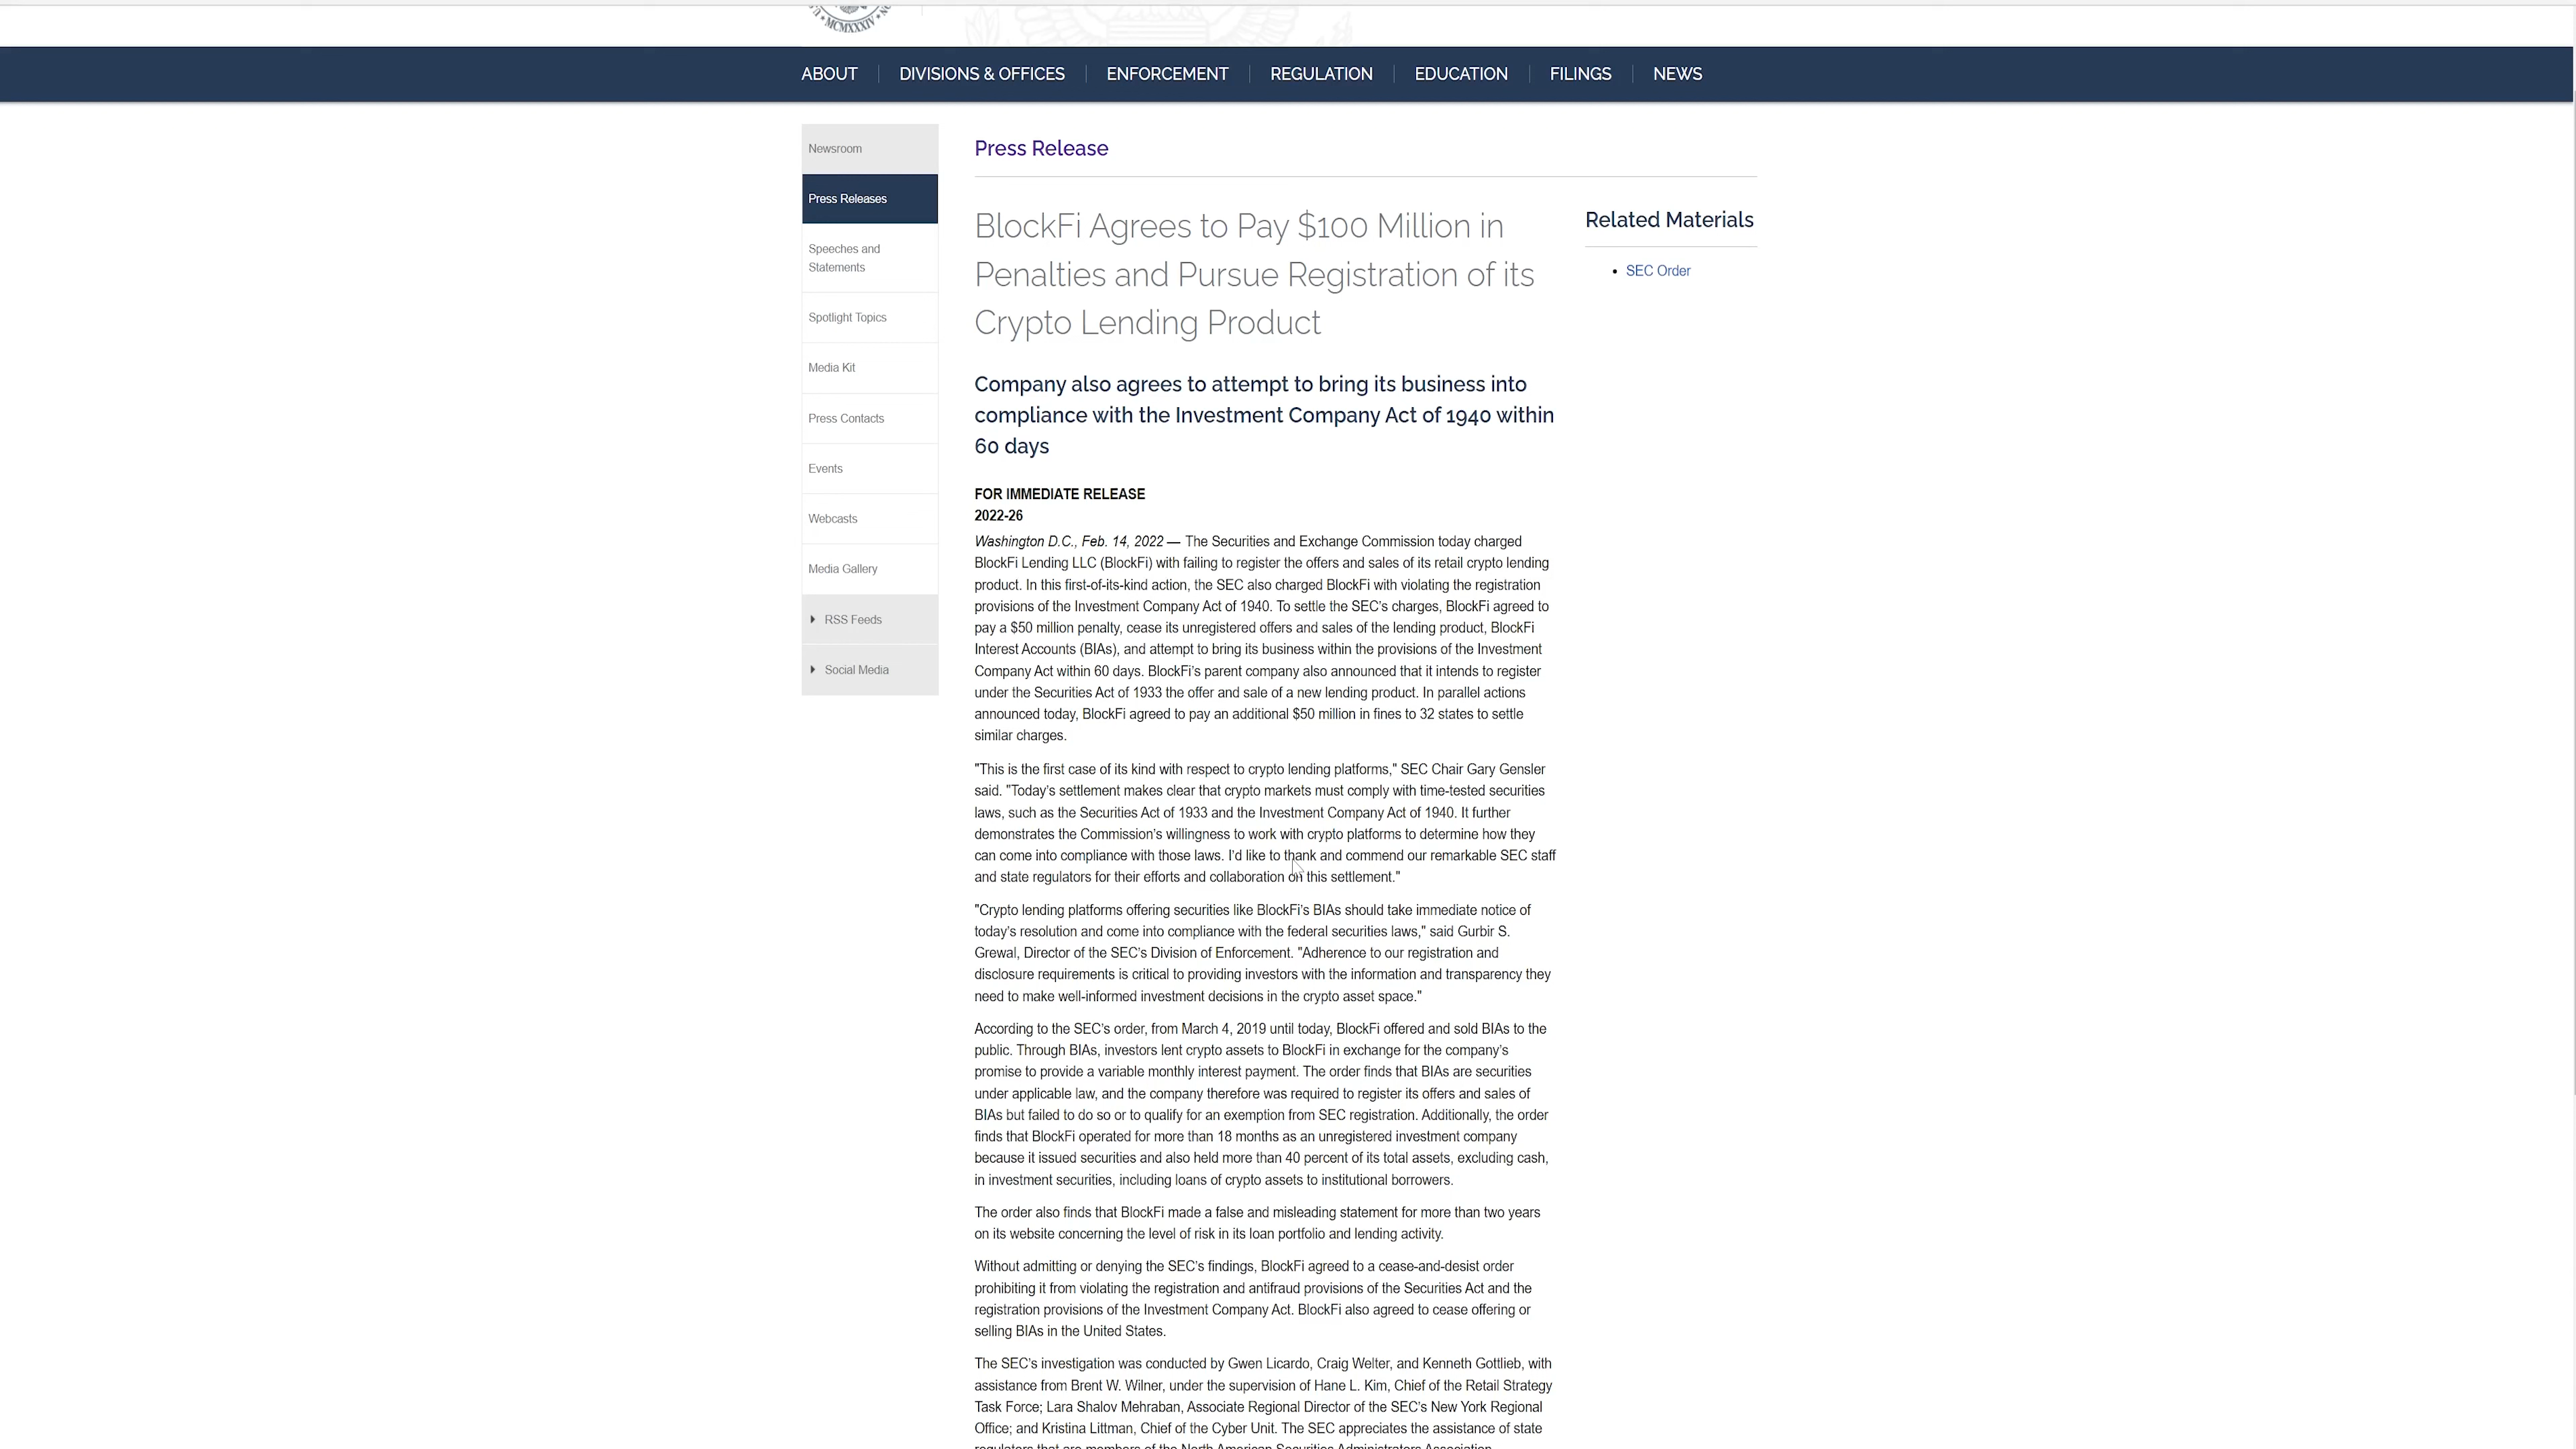 MCMXXXIV
ABOUT
DIVISIONS & OFFICES
ENFORCEMENT
REGULATION
EDUCATION
FILINGS
NEWS
Newsroom
Press Releases
Speeches and
Statements
Spotlight Topics
Media Kit
Press Contacts
Events
Webcasts
Media Gallery
RSS Feeds
Social Media
Press Release
BlockFi Agrees to Pay $100 Million in
Penalties and Pursue Registration of its
Crypto Lending Product
Company also agrees to attempt to bring its business into
compliance with the Investment Company Act of 1940 within
60 days
FOR IMMEDIATE RELEASE
2022-26
Washington D.C., Feb. 14, 2022 — The Securities and Exchange Commission today charged
BlockFi Lending LLC (BlockFi) with failing to register the offers and sales of its retail crypto lending
product. In this first-of-its-kind action, the SEC also charged BlockFi with violating the registration
provisions of the Investment Company Act of 1940. To settle the SEC's charges, BlockFi agreed to
pay a $50 million penalty, cease its unregistered offers and sales of the lending product, BlockFi
Interest Accounts (BIAs), and attempt to bring its business within the provisions of the Investment
Company Act within 60 days. BlockFi's parent company also announced that it intends to register
under the Securities Act of 1933 the offer and sale of a new lending product. In parallel actions
announced today, BlockFi agreed to pay an additional $50 million in fines to 32 states to settle
similar charges.
"This is the first case of its kind with respect to crypto lending platforms," SEC Chair Gary Gensler
said. "Today's settlement makes clear that crypto markets must comply with time-tested securities
laws, such as the Securities Act of 1933 and the Investment Company Act of 1940. It further
demonstrates the Commission's willingness to work with crypto platforms to determine how they
can come into compliance with those laws. I'd like to thank and commend our remarkable SEC staff
and state regulators for their efforts and collaboration on this settlement."
"Crypto lending platforms offering securities like BlockFi's BIAs should take immediate notice of
today's resolution and come into compliance with the federal securities laws," said Gurbir S.
Grewal, Director of the SEC's Division of Enforcement. "Adherence to our registration and
disclosure requirements is critical to providing investors with the information and transparency they
need to make well-informed investment decisions in the crypto asset space."
According to the SEC's order, from March 4, 2019 until today, BlockFi offered and sold BIAs to the
public. Through BIAs, investors lent crypto assets to BlockFi in exchange for the company's
promise to provide a variable monthly interest payment. The order finds that BIAs are securities
under applicable law, and the company therefore was required to register its offers and sales of
BIAs but failed to do so or to qualify for an exemption from SEC registration. Additionally, the order
finds that BlockFi operated for more than 18 months as an unregistered investment company
because it issued securities and also held more than 40 percent of its total assets, excluding cash,
in investment securities, including loans of crypto assets to institutional borrowers.
The order also finds that BlockFi made a false and misleading statement for more than two years
on its website concerning the level of risk in its loan portfolio and lending activity.
Without admitting or denying the SEC's findings, BlockFi agreed to a cease-and-desist order
prohibiting it from violating the registration and antifraud provisions of the Securities Act and the
registration provisions of the Investment Company Act. BlockFi also agreed to cease offering or
selling BIAs in the United States.
The SEC's investigation was conducted by Gwen Licardo, Craig Welter, and Kenneth Gottlieb, with
assistance from Brent W. Wilner, under the supervision of Hane L. Kim, Chief of the Retail Strategy
Task Force; Lara Shalov Mehraban, Associate Regional Director of the SEC's New York Regional
Office; and Kristina Littman, Chief of the Cyber Unit. The SEC appreciates the assistance of state
regulators that are members of the North American Securities Administrators Association
Related Materials
SEC Order